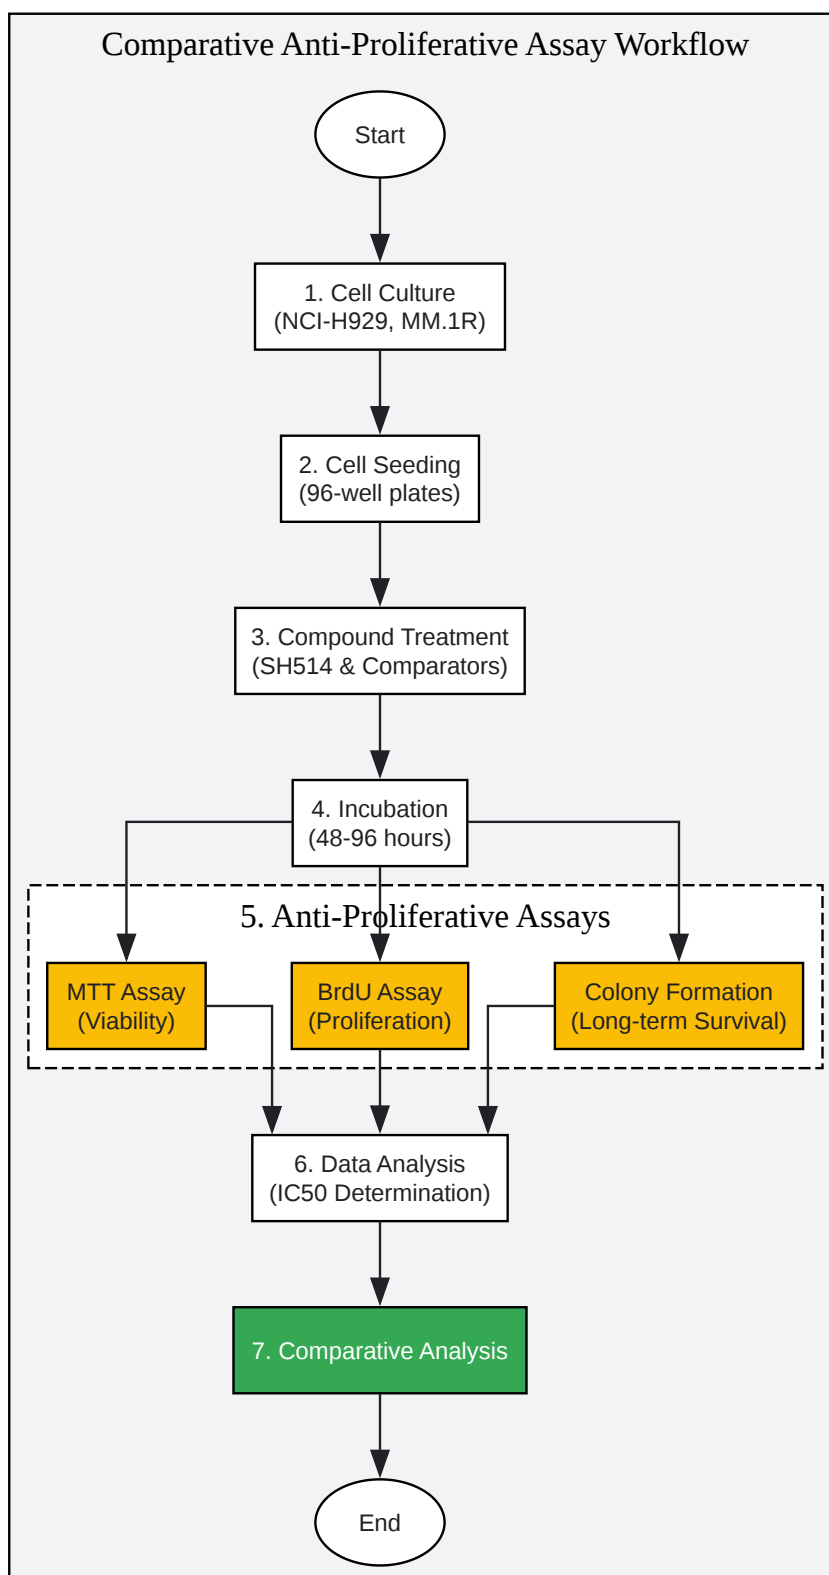 Comparative Anti-Proliferative Assay Workflow
Start
1. Cell Culture
(NCI-H929, MM.1R)
2. Cell Seeding
(96-well plates)
3. Compound Treatment
(SH514 & Comparators)
4. Incubation
(48-96 hours)
5. Anti-Proliferative Assays
MTT Assay
(Viability)
BrdU Assay
(Proliferation)
Colony Formation
(Long-term Survival)
6. Data Analysis
(IC50 Determination)
7. Comparative Analysis
End